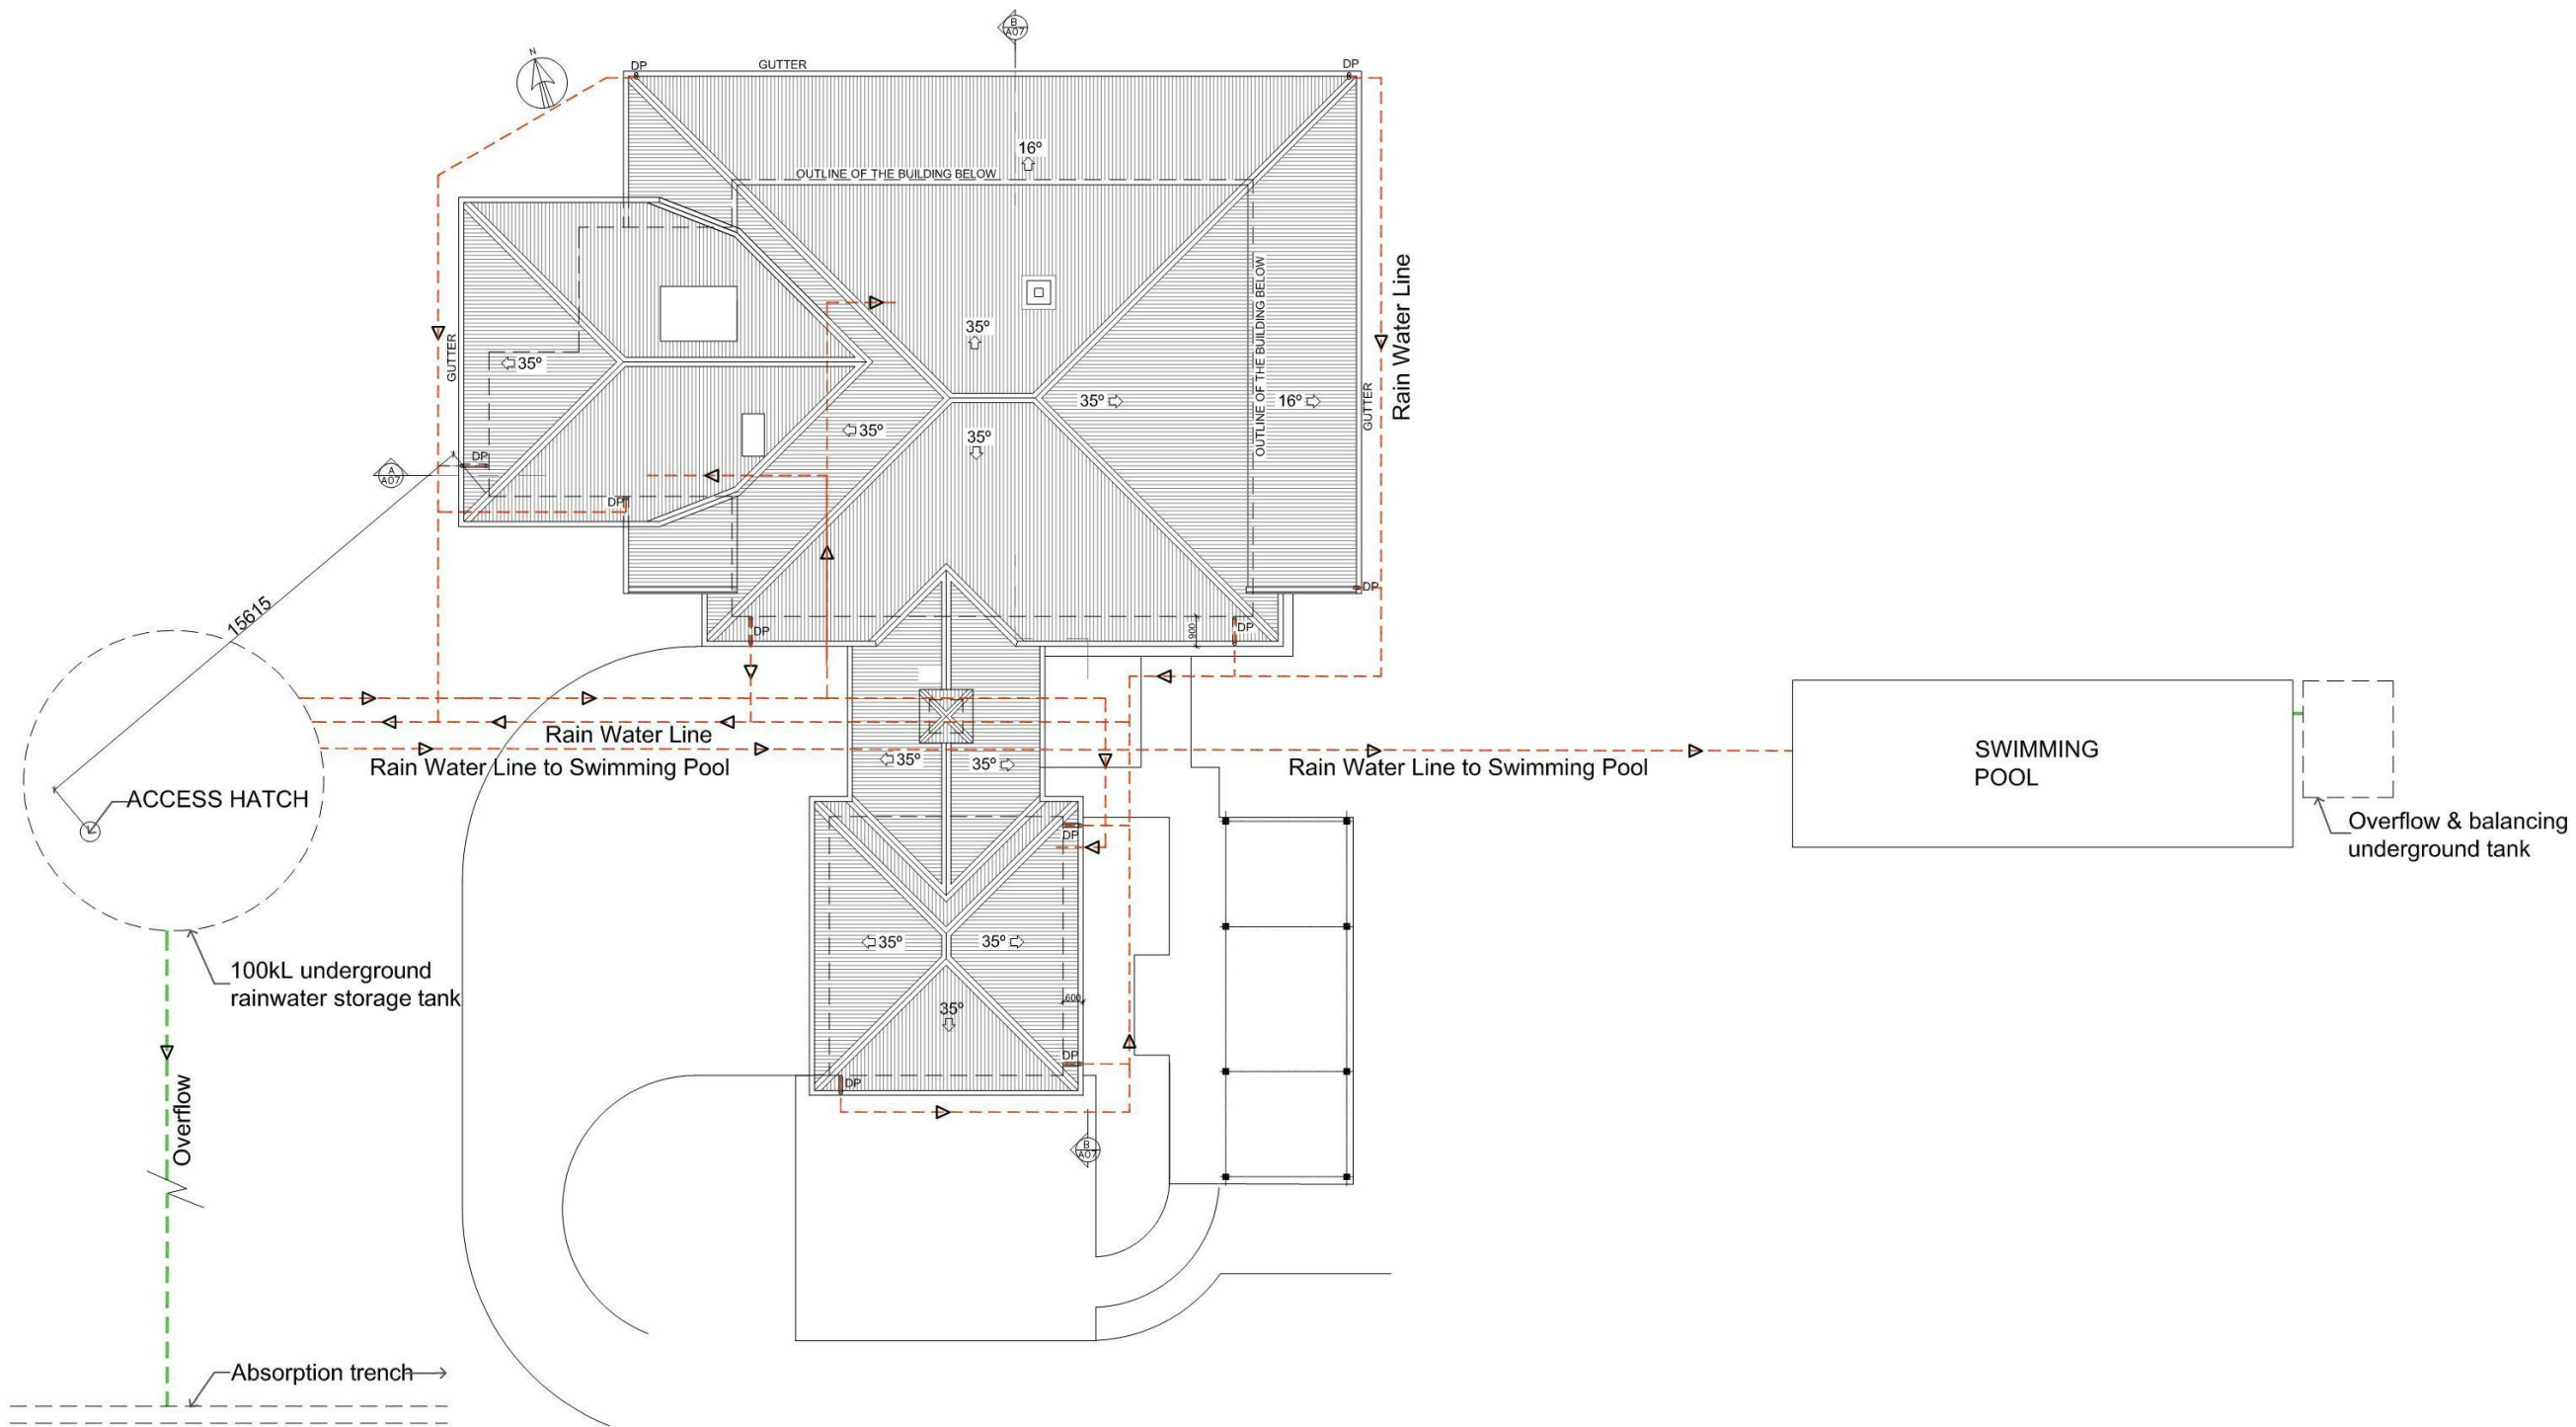 B
A07
N
DP
GUTTER
DP
16º
OUTLINE OF THE BUILDING BELOW
Rain Water Line
OUTLINE OF THE BUILDING BELOW
35º
GUTTER
35º
35º
16º
GUTTER
35º
35º
DP
A
A07
DP
DP
15615
DP
900
DP
Rain Water Line
Rain Water Line to Swimming Pool
35º
35º
Rain Water Line to Swimming Pool
SWIMMING
POOL
ACCESS HATCH
DP
Overflow & balancing
underground tank
35º
35º
100kL underground
rainwater storage tank
600
35º
DP
DP
Overflow
B
A07
Absorption trench